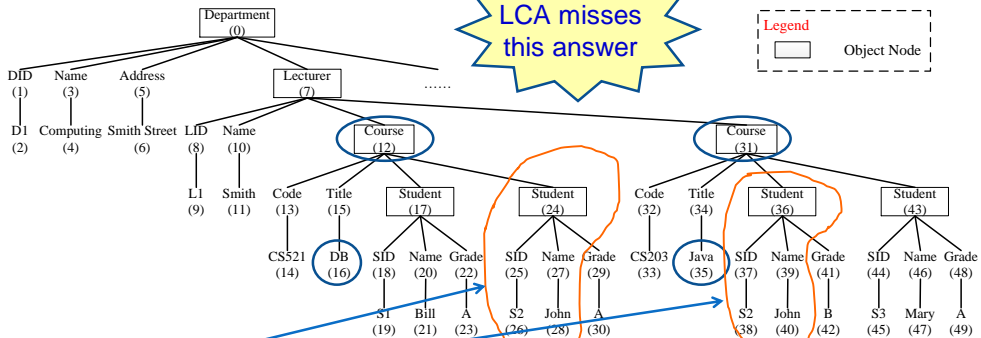 Department
(0)
LCA misses
this answer
Legend
Object Node
DID Name Address Lecturer ......
(1) (3) (5) (7)
D1 Computing Smith Street LID Name Course Course
(2) (4) (6) (8) (10) (12) (31)
L1 Smith Code Title Student Student Code Title Student Student
(9) (11) (13) (15) (17) (24) (32) (34) (36) (43)
CS521 DB SID Name Grade SID Name Grade CS203 Java SID Name Grade SID Name Grade
(14) (16) (18) (20) (22) (25) (27) (29) (33) (35) (37) (39) (41) (44) (46) (48)
S1 Bill A S2 John A S2 John B S3 Mary A
(19) (21) (23) (26) (28) (30) (38) (40) (42) (45) (47) (49)